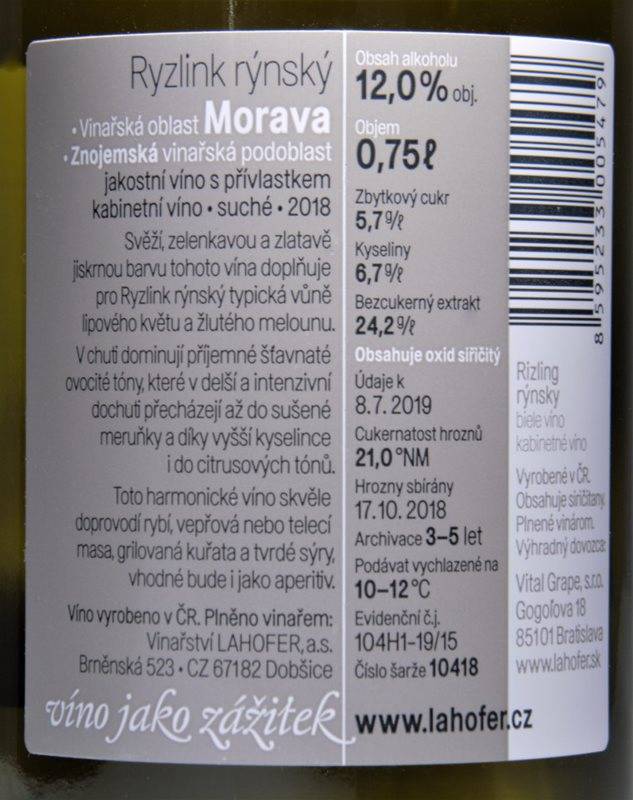 Ryzlink rýnský
• Vinařská oblast Morava
• Znojemská vinařská podoblast
jakostní víno s přívlastkem
kabinetní víno • suché • 2018
Svěží, zelenkavou a zlatavě
jiskrnou barvu tohoto vína doplňuje
pro Ryzlink rýnský typická vůně
lipového květu a žlutého melounu.
V chuti dominují příjemné šťavnaté
ovocité tóny, které v delší a intenzivní
dochuti přecházejí až do sušené
meruňky a díky vyšší kyselince
i do citrusových tónů.
Toto harmonické víno skvěle
doprovodí rybí, vepřová nebo telecí
masa, grilovaná kuřata a tvrdé sýry,
vhodné bude i jako aperitiv.
Víno vyrobeno v ČR. Plněno vinařem:
Vinařství LAHOFER, a.s.
Brněnská 523 • CZ 67182 Dobšice
víno jako zážitek
Obsah alkoholu
12,0% obj.
Objem
0,75ℓ
Zbytkový cukr
5,7 g/ℓ
Kyseliny
6,7 g/ℓ
Bezcukerný extrakt
24,2 g/ℓ
Obsahuje oxid siřičitý
Údaje k
8.7. 2019
Cukernatost hroznů
21,0 °NM
Hrozny sbírány
17.10. 2018
Archivace 3–5 let
Podávat vychlazené na
10–12 °C
Evidenční č.j.
104H1-19/15
Číslo šarže 10418
www.lahofer.cz
8 595233 005479
Rizling
rýnsky
biele víno
kabinetné víno
Vyrobené v ČR.
Obsahuje siričitany.
Plnené vinárom.
Výhradný dovozca:
Vital Grape, s.r.o.
Gogoľova 18
85101 Bratislava
www.lahofer.sk